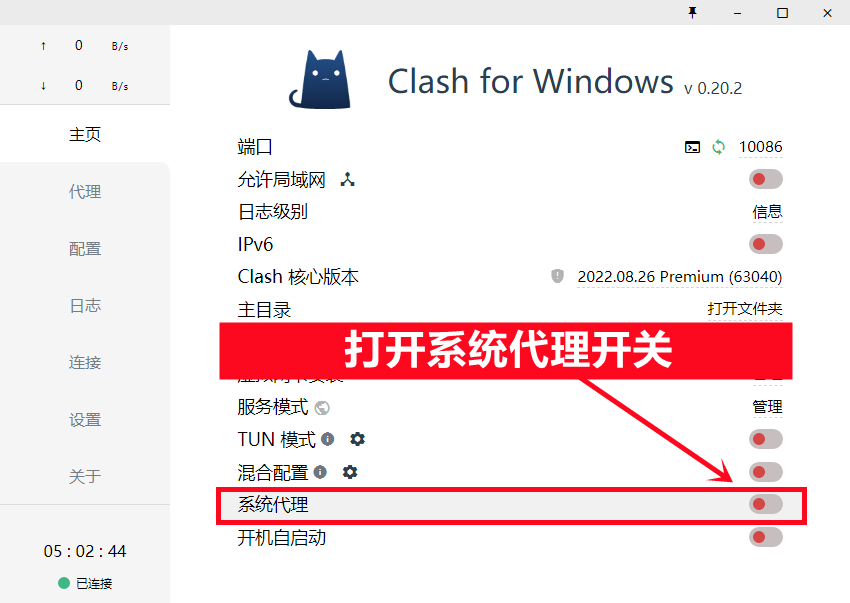 ↑ 0 B/s
↓ 0 B/s
主页
代理
配置
日志
连接
设置
关于
05 : 02 : 44
已连接
Clash for Windows v 0.20.2
端口 10086
允许局域网
日志级别 信息
IPv6
Clash 核心版本 2022.08.26 Premium (63040)
主目录 打开文件夹
打开系统代理开关
服务模式 管理
TUN 模式
混合配置
系统代理
开机自启动